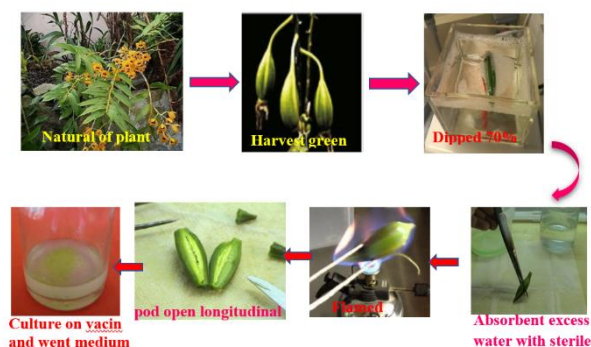 Natural of plant
Harvest green
Dipped 70%
Absorbent excess
water with sterile
Flamed
pod open longitudinal
Culture on vacin
and went medium